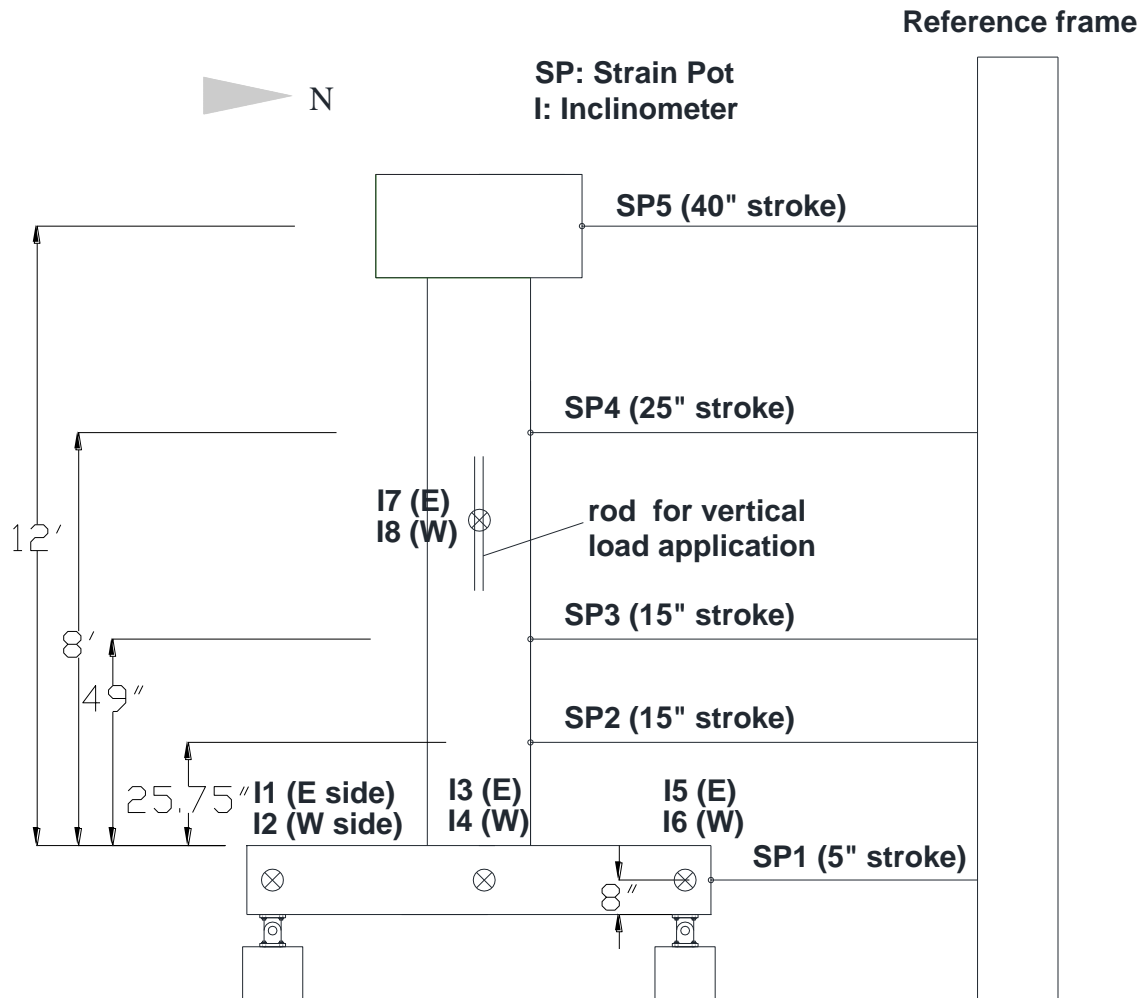 Reference frame
SP: Strain Pot
I: Inclinometer
N
SP5 (40" stroke)
SP4 (25" stroke)
I7 (E)
I8 (W)
rod for vertical
load application
12'
SP3 (15" stroke)
8'
49"
SP2 (15" stroke)
25.75"
I1 (E side)
I2 (W side)
I3 (E)
I4 (W)
I5 (E)
I6 (W)
SP1 (5" stroke)
8"